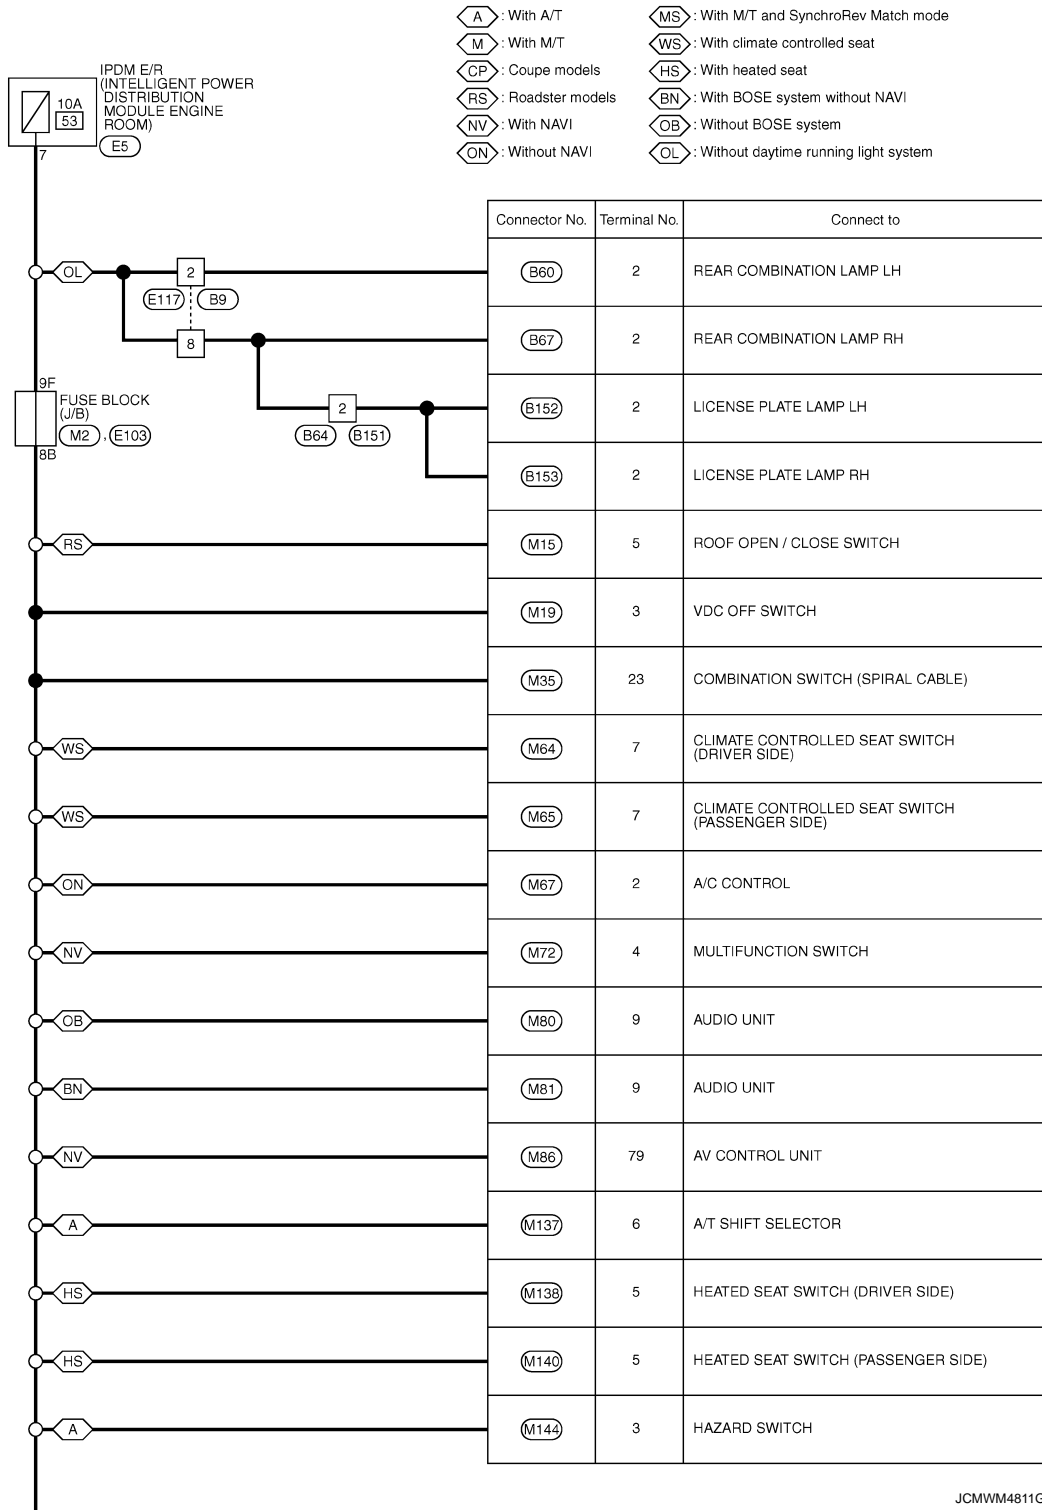 A : With A/T
M : With M/T
CP : Coupe models
RS : Roadster models
NV : With NAVI
ON : Without NAVI
MS : With M/T and SynchroRev Match mode
WS : With climate controlled seat
HS : With heated seat
BN : With BOSE system without NAVI
OB : Without BOSE system
OL : Without daytime running light system
IPDM E/R
(INTELLIGENT POWER
DISTRIBUTION
MODULE ENGINE
ROOM)
E5
10A
53
7
Connector No. Terminal No. Connect to
OL 2 B60 2 REAR COMBINATION LAMP LH
E117 B9
8 B67 2 REAR COMBINATION LAMP RH
9F
FUSE BLOCK
(J/B)
M2 , E103
8B
2 B152 2 LICENSE PLATE LAMP LH
B64 B151
B153 2 LICENSE PLATE LAMP RH
RS M15 5 ROOF OPEN / CLOSE SWITCH
M19 3 VDC OFF SWITCH
M35 23 COMBINATION SWITCH (SPIRAL CABLE)
WS M64 7 CLIMATE CONTROLLED SEAT SWITCH
(DRIVER SIDE)
WS M65 7 CLIMATE CONTROLLED SEAT SWITCH
(PASSENGER SIDE)
ON M67 2 A/C CONTROL
NV M72 4 MULTIFUNCTION SWITCH
OB M80 9 AUDIO UNIT
BN M81 9 AUDIO UNIT
NV M86 79 AV CONTROL UNIT
A M137 6 A/T SHIFT SELECTOR
HS M138 5 HEATED SEAT SWITCH (DRIVER SIDE)
HS M140 5 HEATED SEAT SWITCH (PASSENGER SIDE)
A M144 3 HAZARD SWITCH
JCMWM4811G